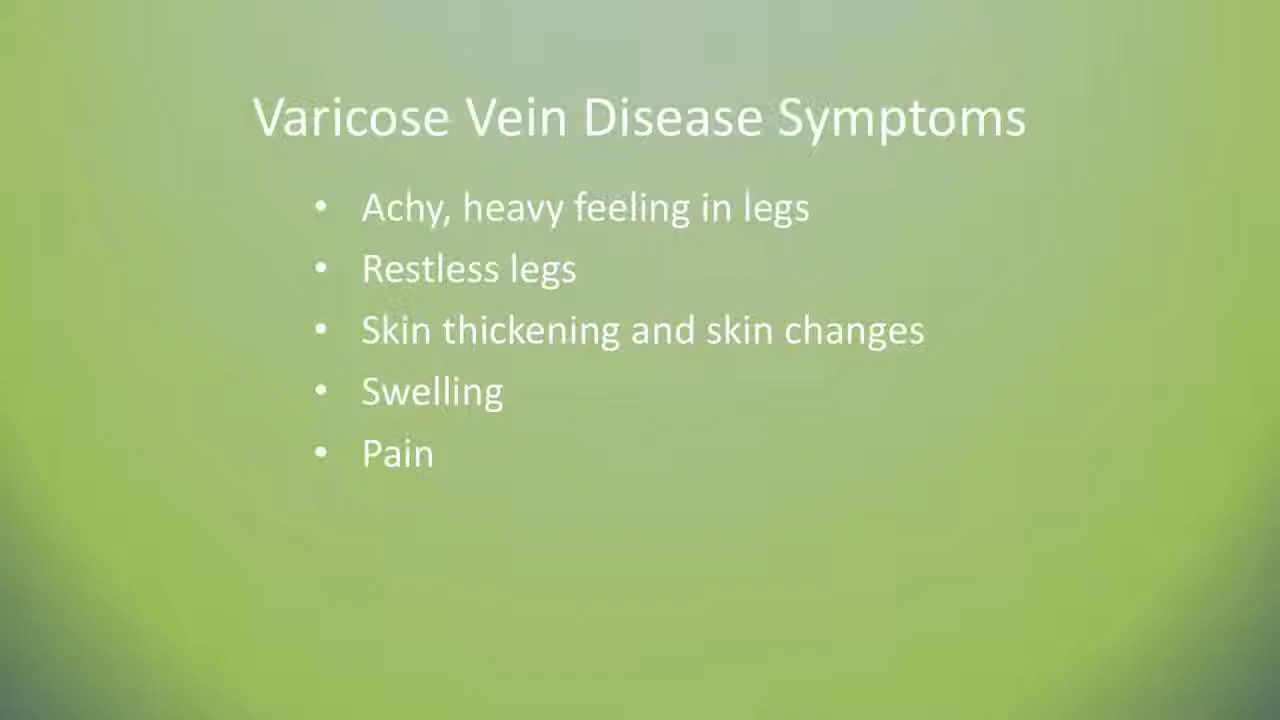 Varicose Vein Disease Symptoms
• Achy, heavy feeling in legs
• Restless legs
• Skin thickening and skin changes
• Swelling
• Pain